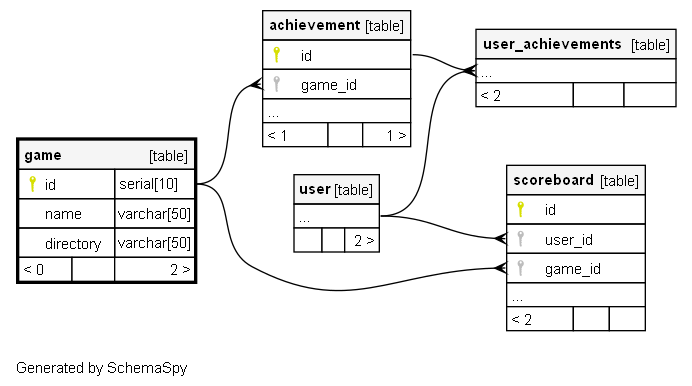 achievement [table]
id
game_id
...
< 1 1 >
user_achievements [table]
...
< 2
game [table]
id serial[10]
name varchar[50]
directory varchar[50]
< 0 2 >
user [table]
...
2 >
scoreboard [table]
id
user_id
game_id
...
< 2
Generated by SchemaSpy